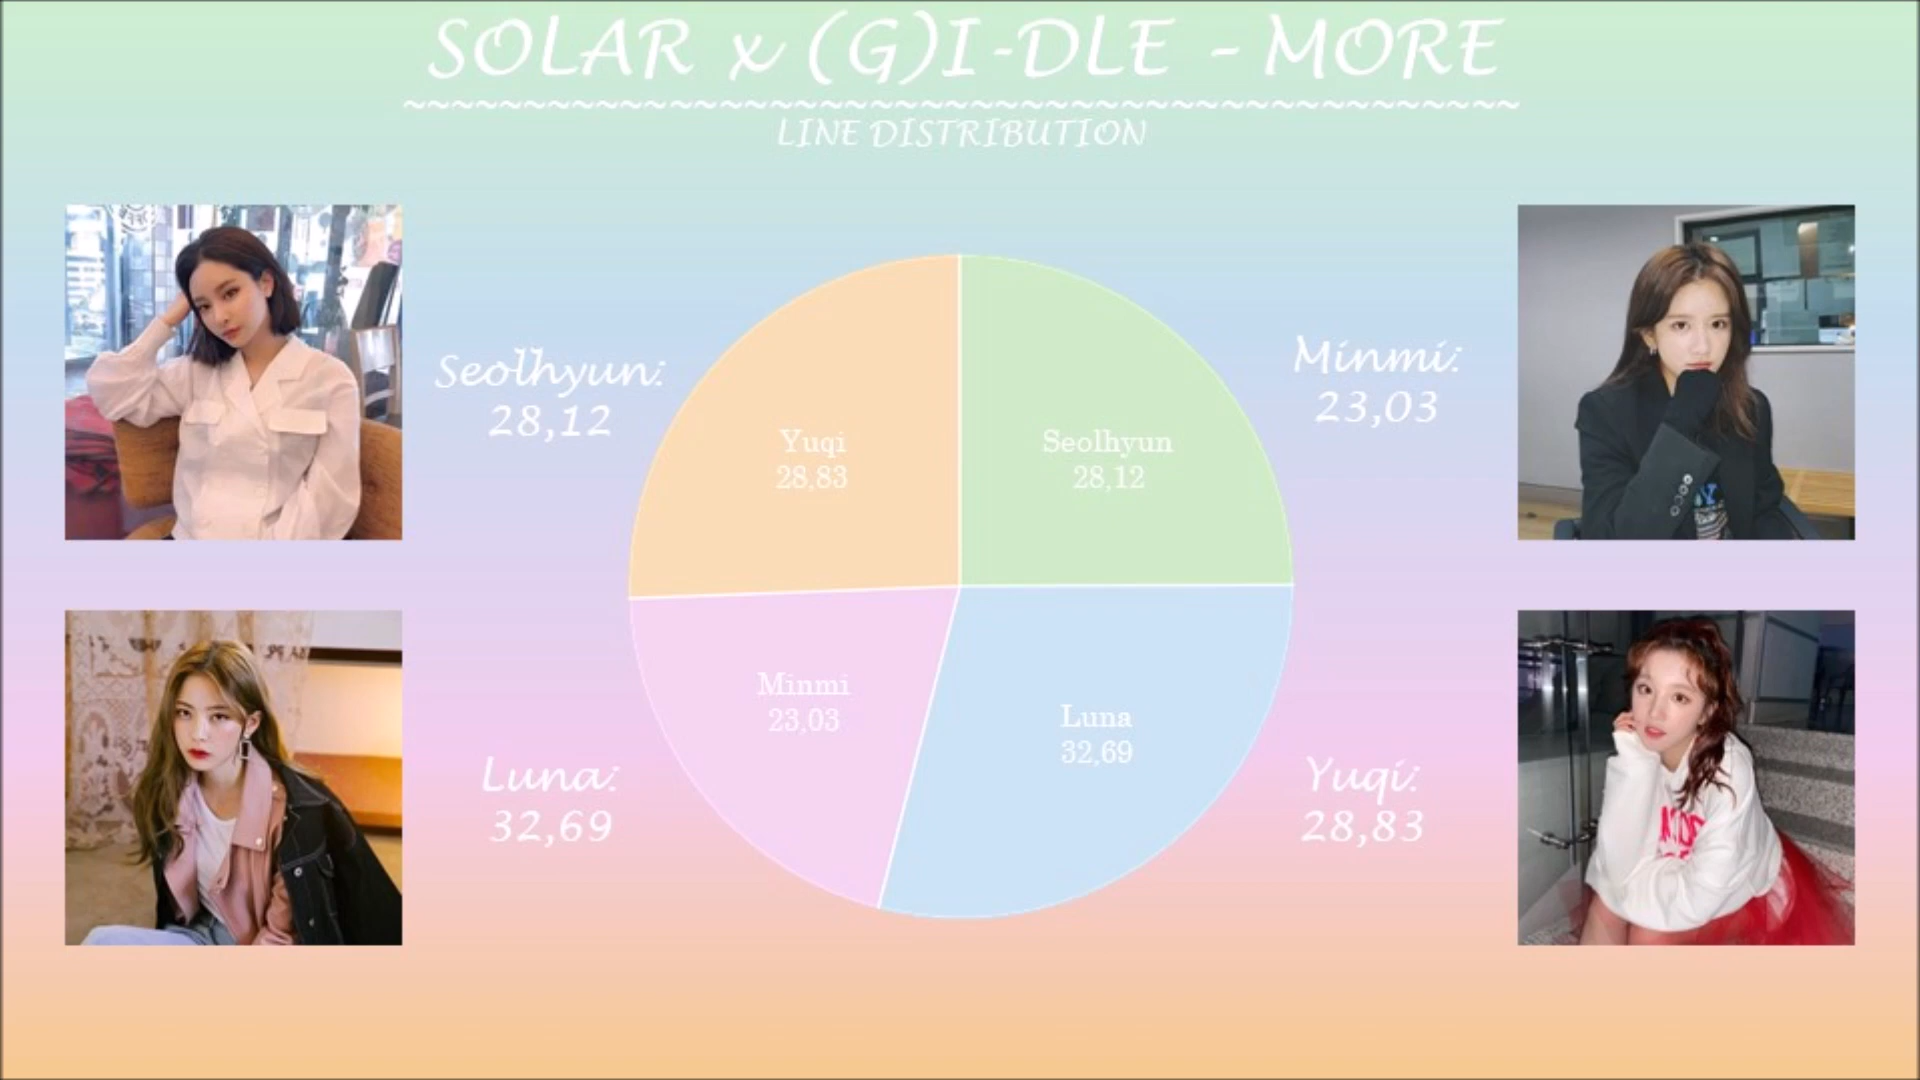 SOLAR x (G)I-DLE - MORE
~~~~~~~~~~~~~~~~~~~~~~~~~~~~~~~~~~~~~~~~~~~~~~
LINE DISTRIBUTION
Seolhyun:
28,12
Minmi:
23,03
Yuqi
28,83
Seolhyun
28,12
Minmi
23,03
Luna
32,69
Luna:
32,69
Yuqi:
28,83